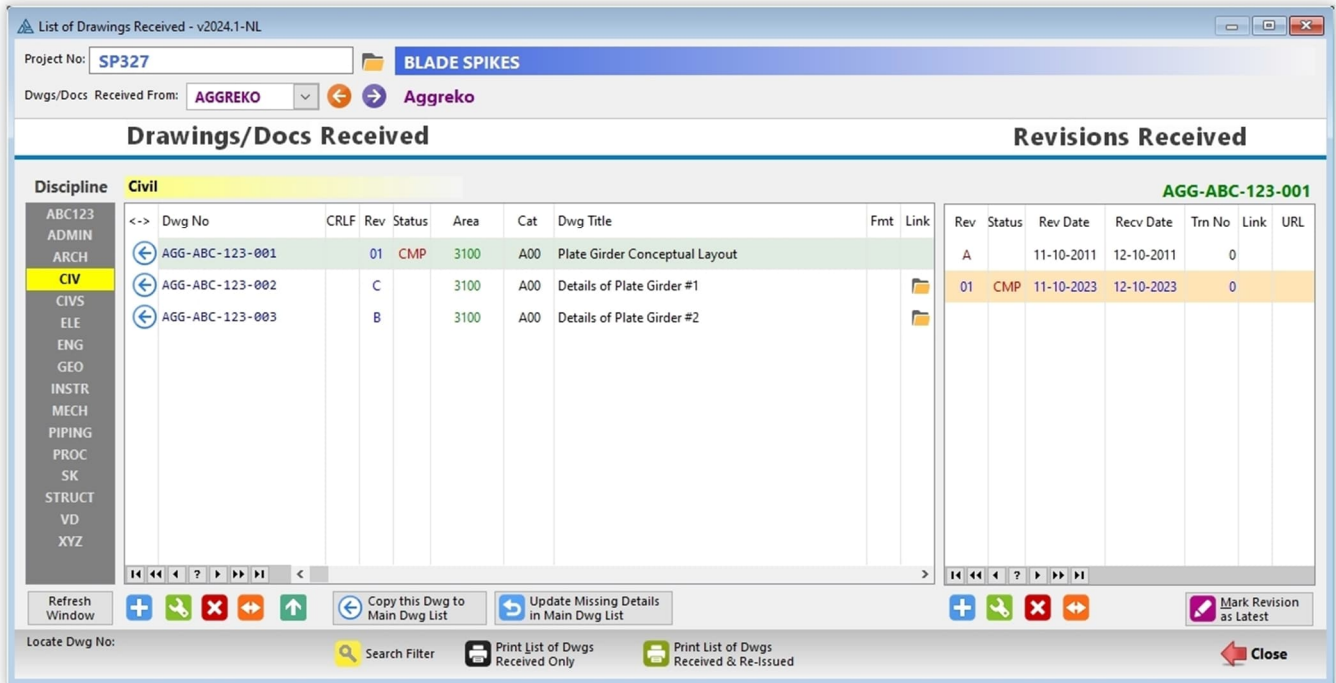 List of Drawings Received - v2024.1-NL
Project No: SP327 BLADE SPIKES
Dwgs/Docs Received From: AGGREKO Aggreko
Drawings/Docs Received Revisions Received
Discipline Civil AGG-ABC-123-001
ABC123
ADMIN
ARCH
CIV
CIVS
ELE
ENG
GEO
INSTR
MECH
PIPING
PROC
SK
STRUCT
VD
XYZ
<-> Dwg No CRLF Rev Status Area Cat Dwg Title Fmt Link
AGG-ABC-123-001 01 CMP 3100 A00 Plate Girder Conceptual Layout
AGG-ABC-123-002 C 3100 A00 Details of Plate Girder #1
AGG-ABC-123-003 B 3100 A00 Details of Plate Girder #2
Rev Status Rev Date Recv Date Trn No Link URL
A 11-10-2011 12-10-2011 0
01 CMP 11-10-2023 12-10-2023 0
?
?
Refresh
Window
Copy this Dwg to
Main Dwg List
Update Missing Details
in Main Dwg List
Mark Revision
as Latest
Locate Dwg No:
Search Filter
Print List of Dwgs
Received Only
Print List of Dwgs
Received & Re-Issued
Close